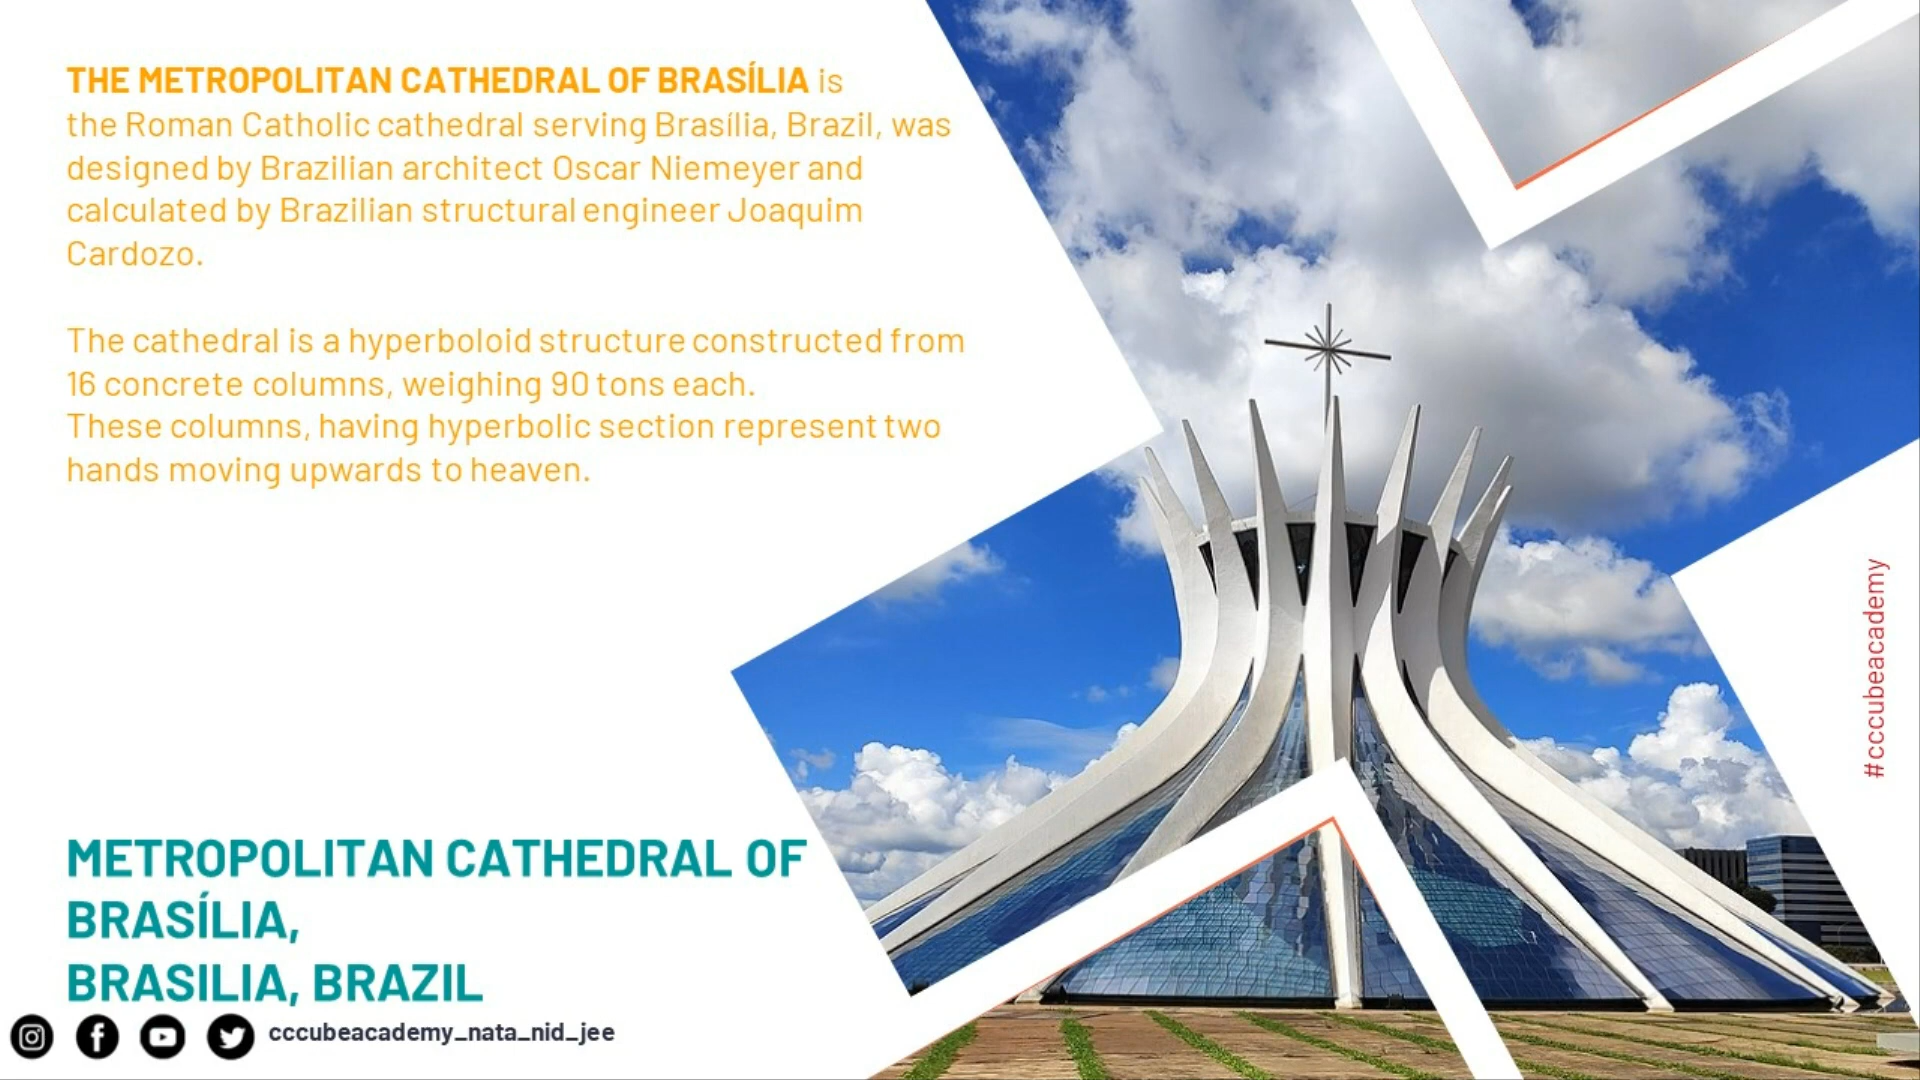 THE METROPOLITAN CATHEDRAL OF BRASÍLIA is
the Roman Catholic cathedral serving Brasília, Brazil, was
designed by Brazilian architect Oscar Niemeyer and
calculated by Brazilian structural engineer Joaquim
Cardozo.
The cathedral is a hyperboloid structure constructed from
16 concrete columns, weighing 90 tons each.
These columns, having hyperbolic section represent two
hands moving upwards to heaven.
#cccubeacademy
METROPOLITAN CATHEDRAL OF
BRASÍLIA,
BRASILIA, BRAZIL
cccubeacademy_nata_nid_jee